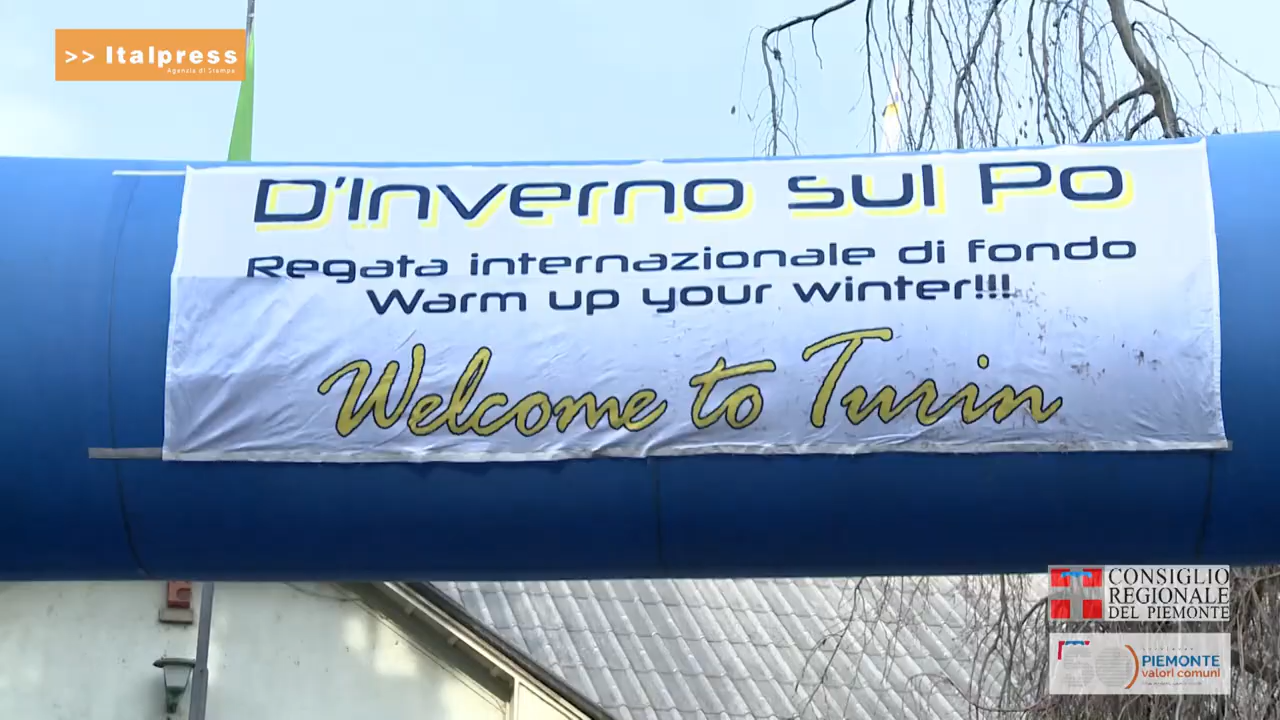 >> Italpress
Agenzia di Stampa
D'Inverno sul Po
Regata internazionale di fondo
Warm up your winter!!!
Welcome to Turin
CONSIGLIO
REGIONALE
DEL PIEMONTE
50
PIEMONTE
valori comuni